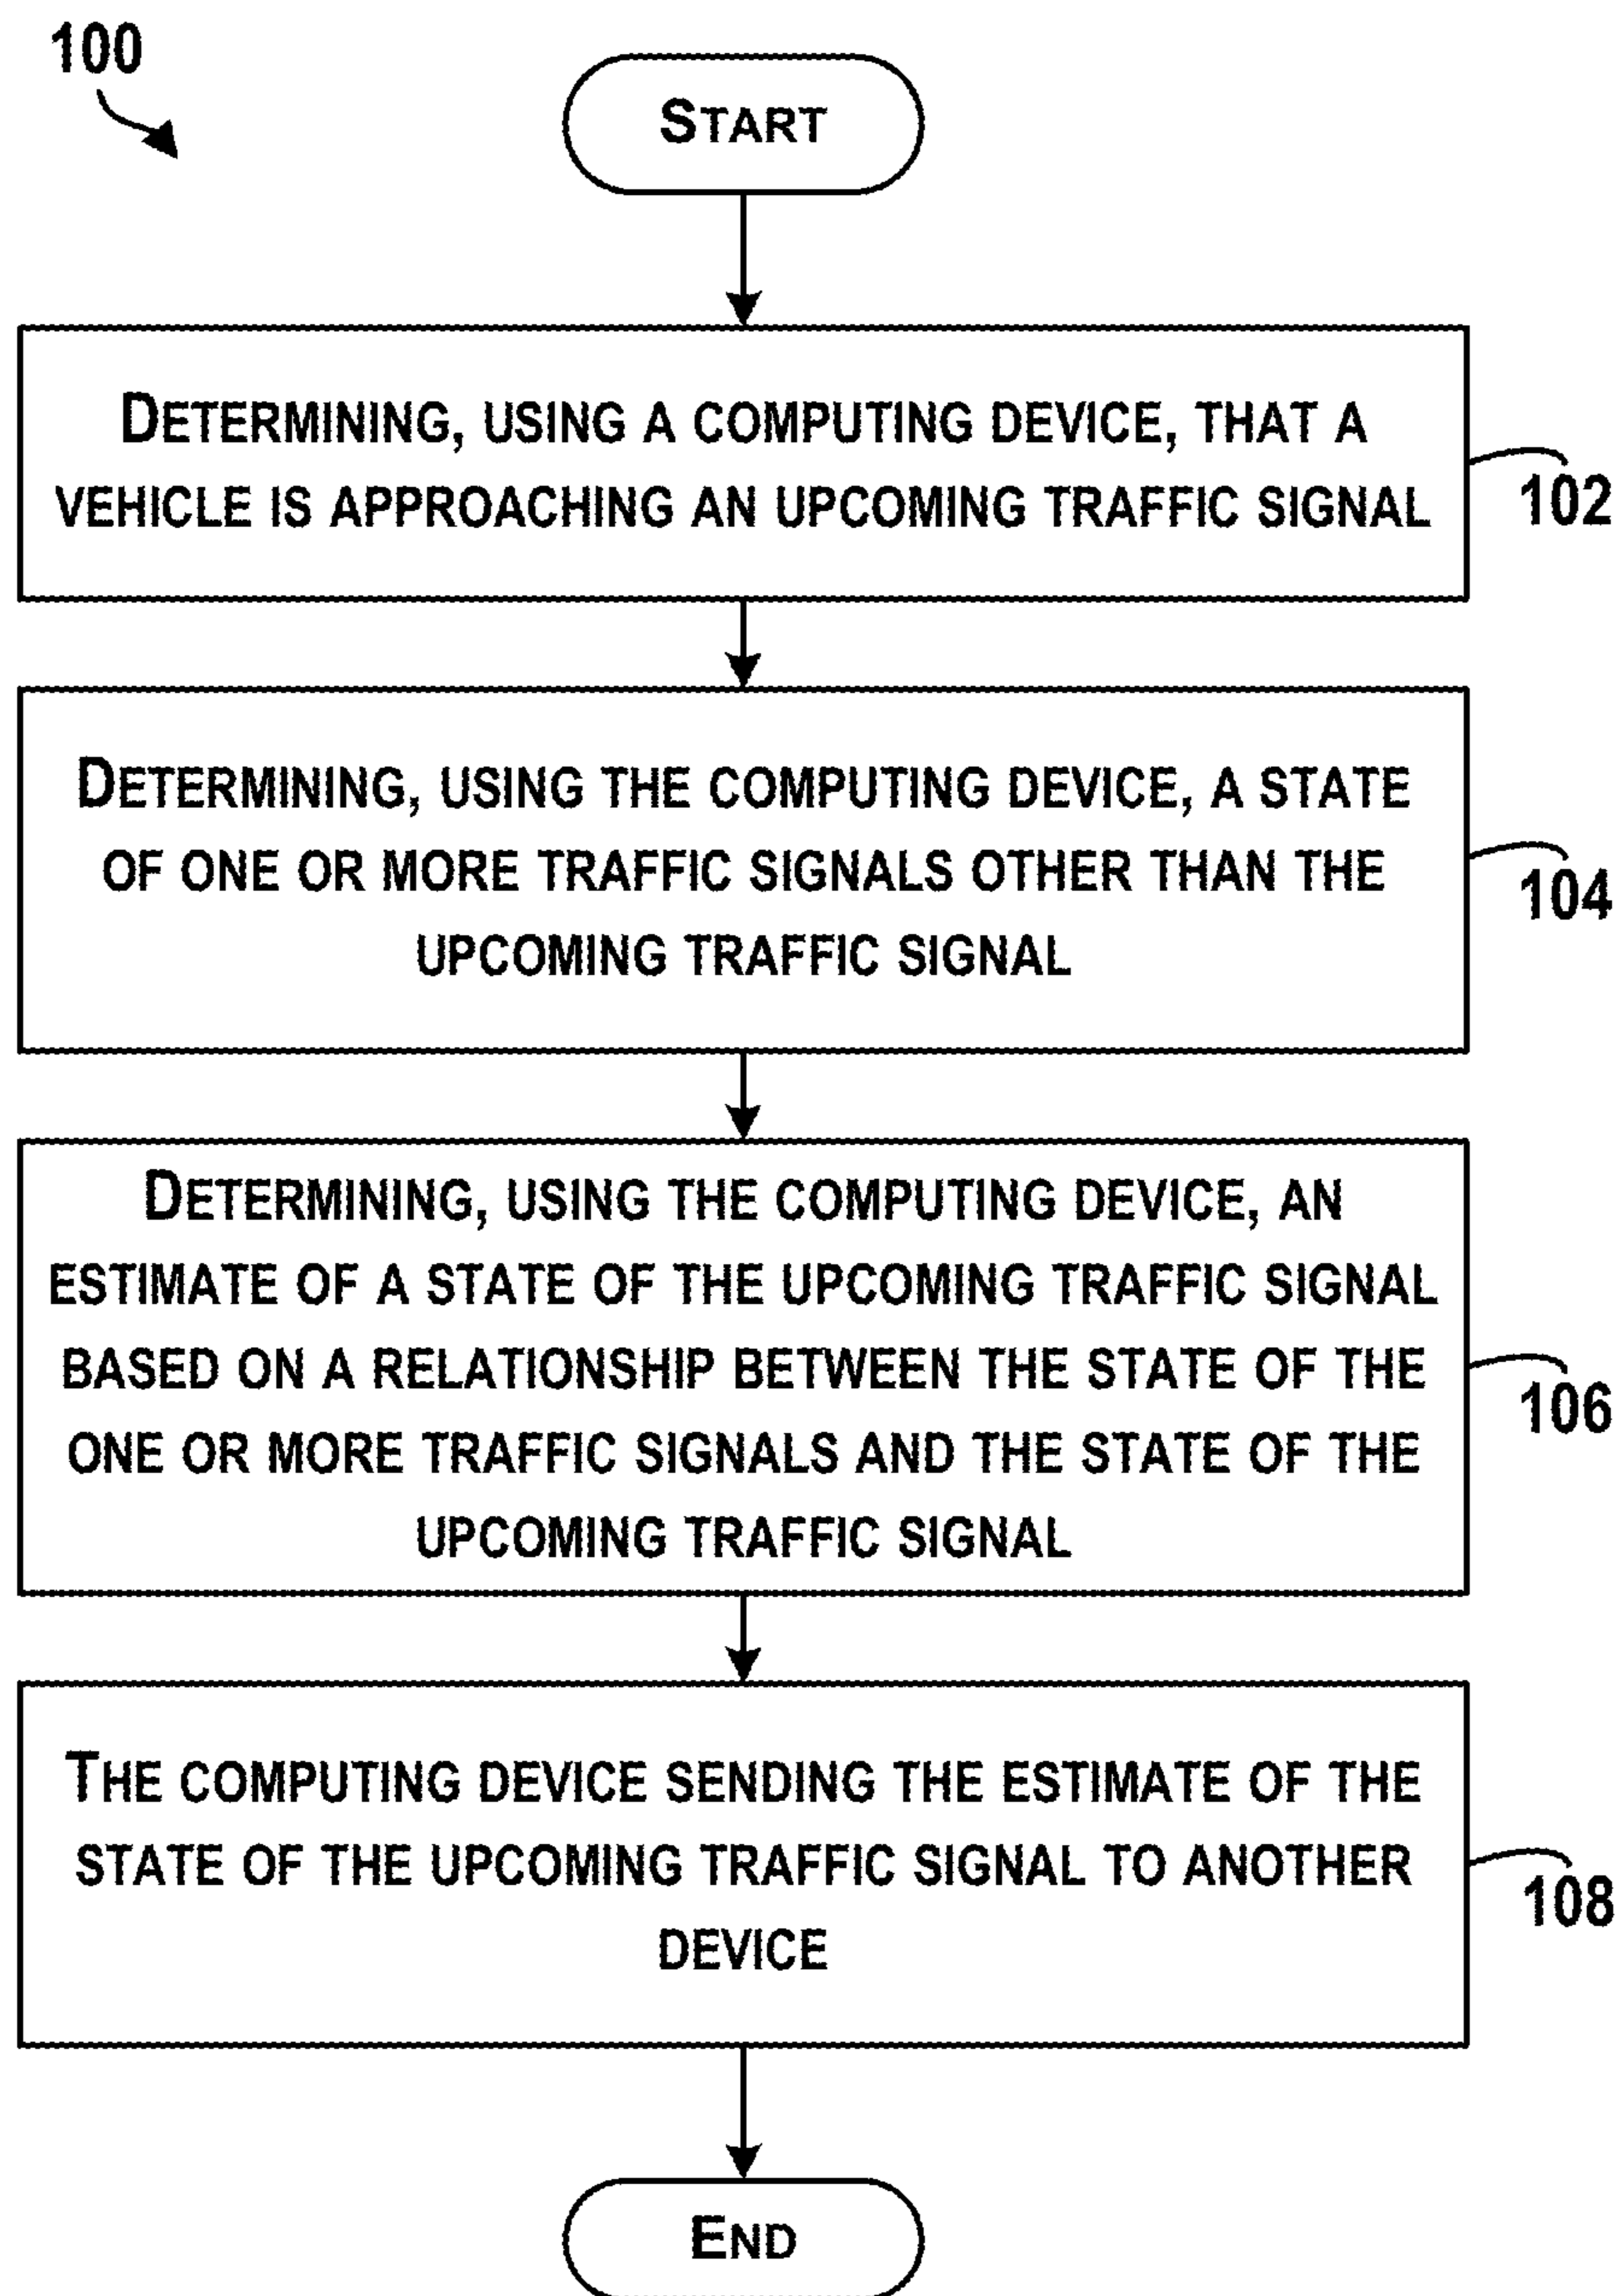 100
START
DETERMINING, USING A COMPUTING DEVICE, THAT A
VEHICLE IS APPROACHING AN UPCOMING TRAFFIC SIGNAL
102
DETERMINING, USING THE COMPUTING DEVICE, A STATE
OF ONE OR MORE TRAFFIC SIGNALS OTHER THAN THE
UPCOMING TRAFFIC SIGNAL
104
DETERMINING, USING THE COMPUTING DEVICE, AN
ESTIMATE OF A STATE OF THE UPCOMING TRAFFIC SIGNAL
BASED ON A RELATIONSHIP BETWEEN THE STATE OF THE
ONE OR MORE TRAFFIC SIGNALS AND THE STATE OF THE
UPCOMING TRAFFIC SIGNAL
106
THE COMPUTING DEVICE SENDING THE ESTIMATE OF THE
STATE OF THE UPCOMING TRAFFIC SIGNAL TO ANOTHER
DEVICE
108
END